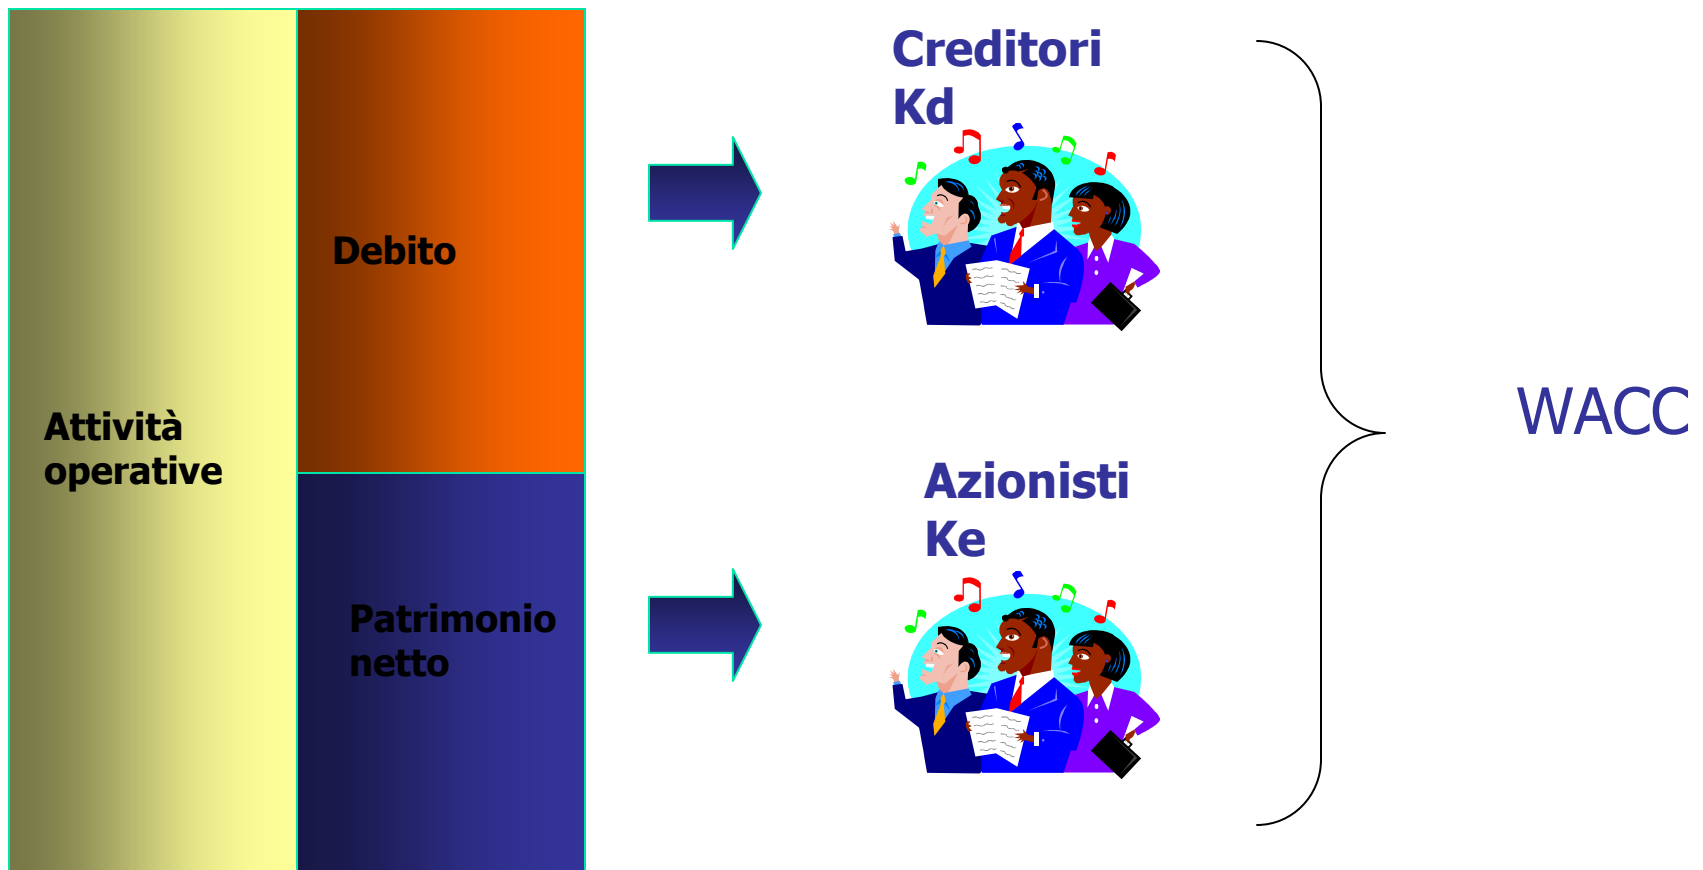 Attività
operative
Debito
Patrimonio
netto
Creditori
Kd
Azionisti
Ke
WACC